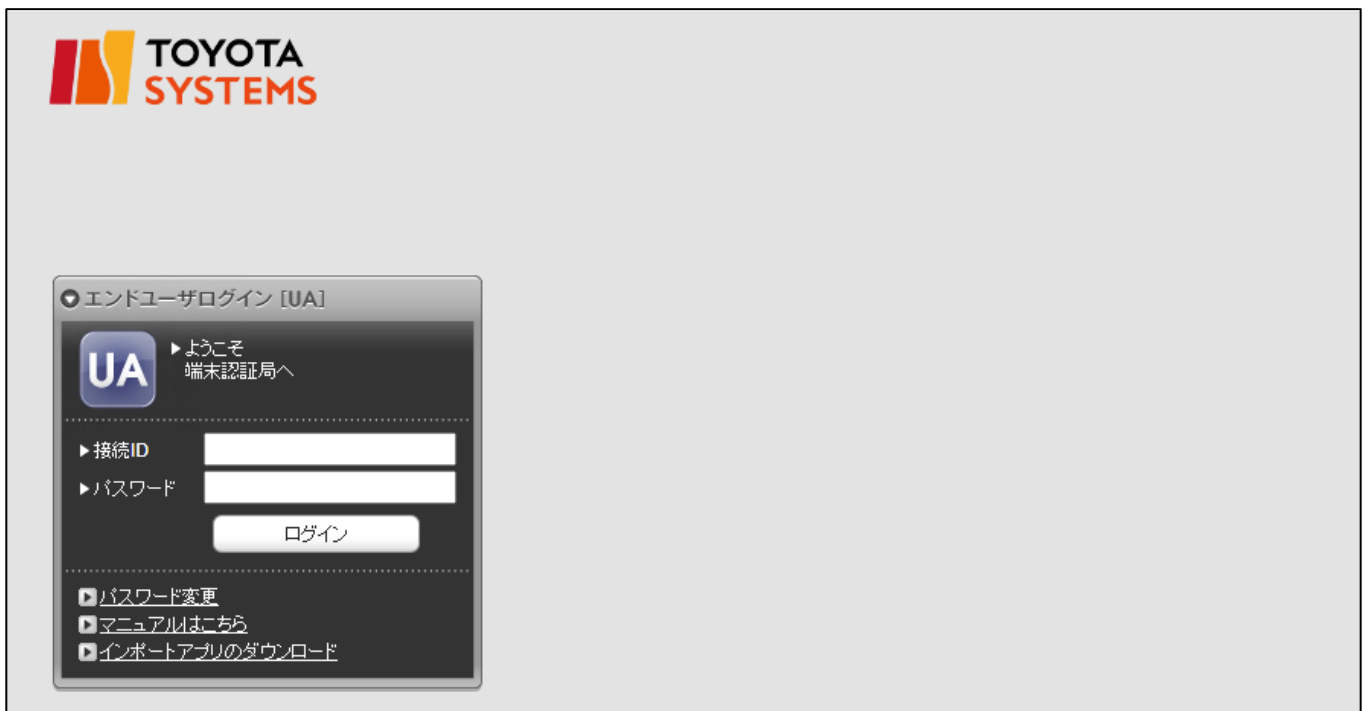 TOYOTA
SYSTEMS
エンドユーザログイン [UA]
UA
ようこそ
端末認証局へ
接続ID
パスワード
ログイン
パスワード変更
マニュアルはこちら
インポートアプリのダウンロード